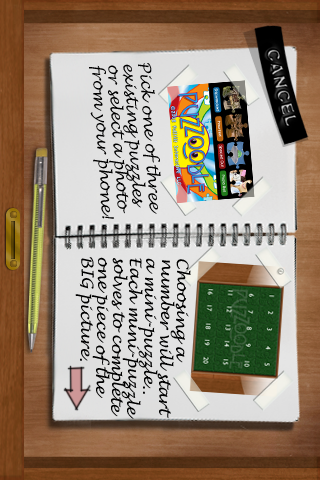 CANCEL
Pick one of three
existing puzzles
or select a photo
from your phone!
PUZZOODLE
Choosing a
number will start
a mini-puzzle.
Each mini-puzzle
solves to complete
one piece of the
BIG picture.
1 2 3 4 5
6 7 8 9 10
11 12 13 14 15
16 17 18 19 20